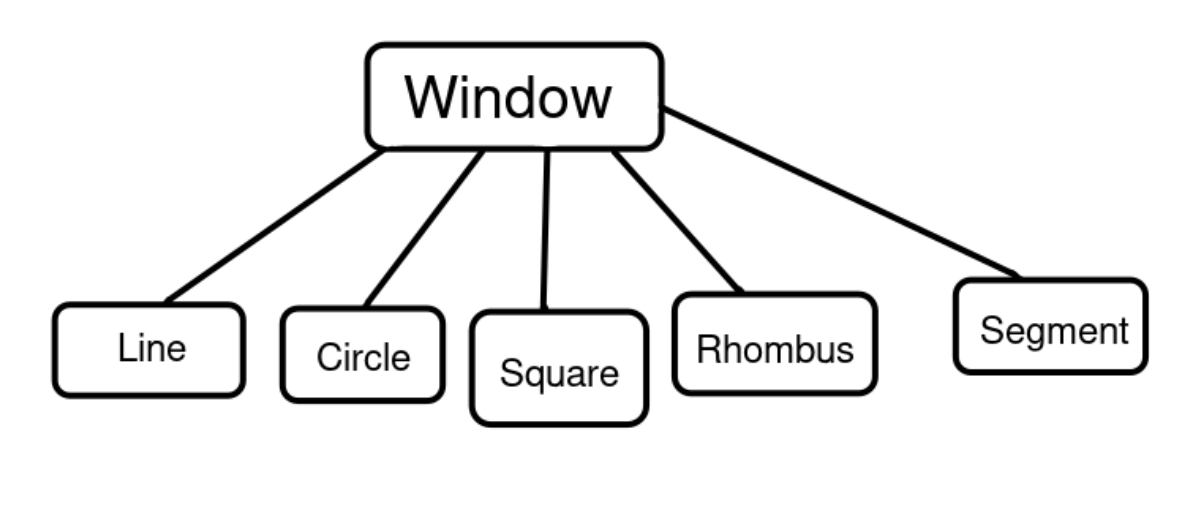 Window
Line
Circle
Square
Rhombus
Segment